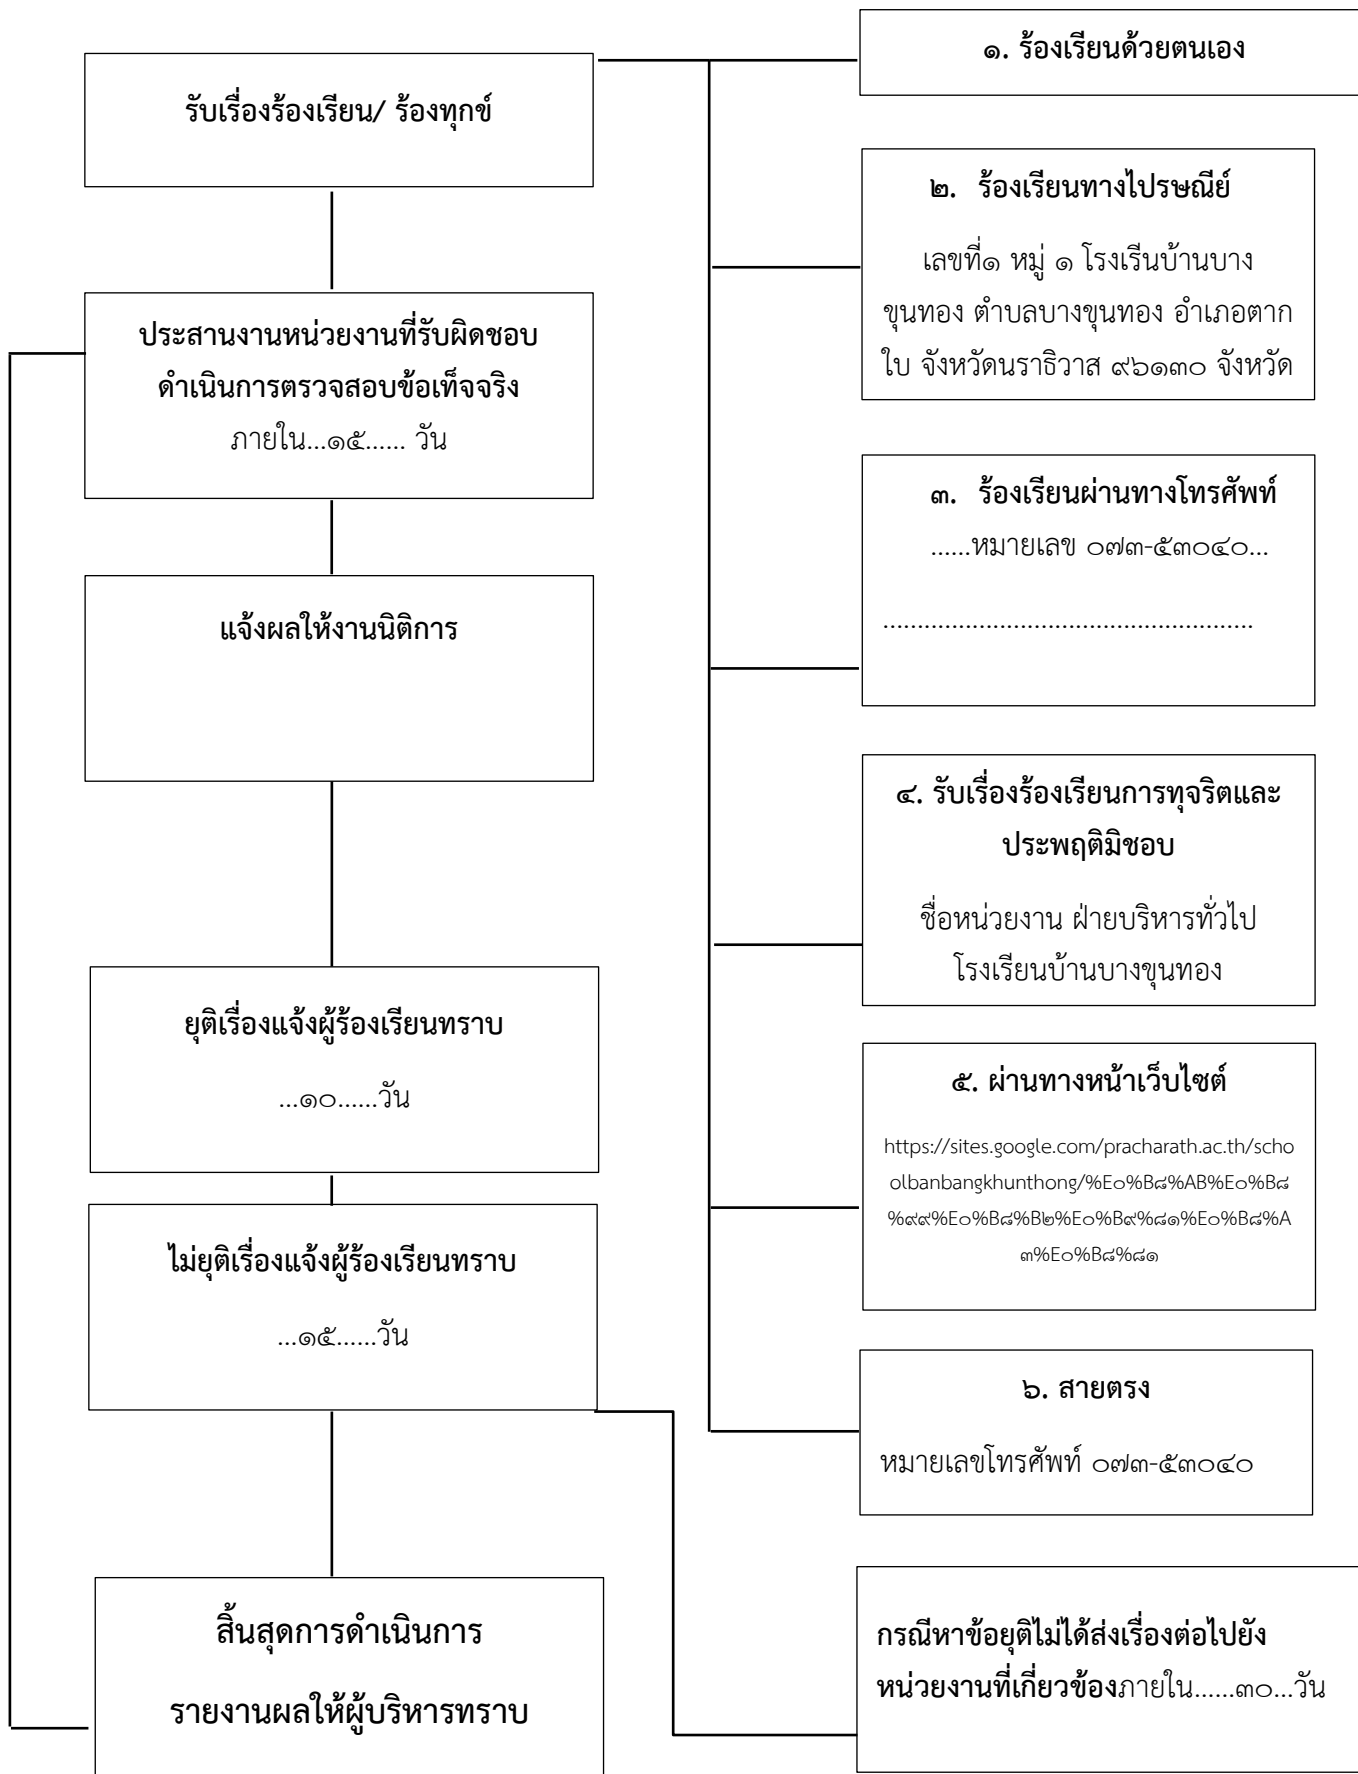 รับเรื่องร้องเรียน/ ร้องทุกข์
ประสานงานหน่วยงานที่รับผิดชอบ
ดำเนินการตรวจสอบข้อเท็จจริง
ภายใน...๑๕...... วัน
แจ้งผลให้งานนิติการ
ยุติเรื่องแจ้งผู้ร้องเรียนทราบ
...๑๐......วัน
ไม่ยุติเรื่องแจ้งผู้ร้องเรียนทราบ
...๑๕......วัน
สิ้นสุดการดำเนินการ
รายงานผลให้ผู้บริหารทราบ
๑. ร้องเรียนด้วยตนเอง
๒. ร้องเรียนทางไปรษณีย์
เลขที่๑ หมู่ ๑ โรงเรีนบ้านบาง
ขุนทอง ตำบลบางขุนทอง อำเภอตาก
ใบ จังหวัดนราธิวาส ๙๖๑๓๐ จังหวัด
๓. ร้องเรียนผ่านทางโทรศัพท์
......หมายเลข ๐๗๓-๕๓๐๔๐...
...................................................
๔. รับเรื่องร้องเรียนการทุจริตและ
ประพฤติมิชอบ
ชื่อหน่วยงาน ฝ่ายบริหารทั่วไป
โรงเรียนบ้านบางขุนทอง
๕. ผ่านทางหน้าเว็บไซต์
https://sites.google.com/pracharath.ac.th/scho
olbanbangkhunthong/%E๐%B๘%AB%E๐%B๘
%๙๙%E๐%B๘%B๒%E๐%B๙%๘๑%E๐%B๘%A
๓%E๐%B๘%๘๑
๖. สายตรง
หมายเลขโทรศัพท์ ๐๗๓-๕๓๐๔๐
กรณีหาข้อยุติไม่ได้ส่งเรื่องต่อไปยัง
หน่วยงานที่เกี่ยวข้องภายใน......๓๐...วัน